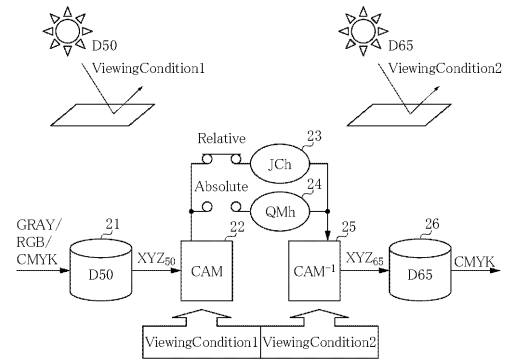 D50
ViewingCondition1
D65
ViewingCondition2
Relative
23
JCh
Absolute
24
QMh
GRAY/
RGB/
CMYK
21
D50
XYZ50
22
CAM
25
CAM-1
XYZ65
26
D65
CMYK
ViewingCondition1
ViewingCondition2